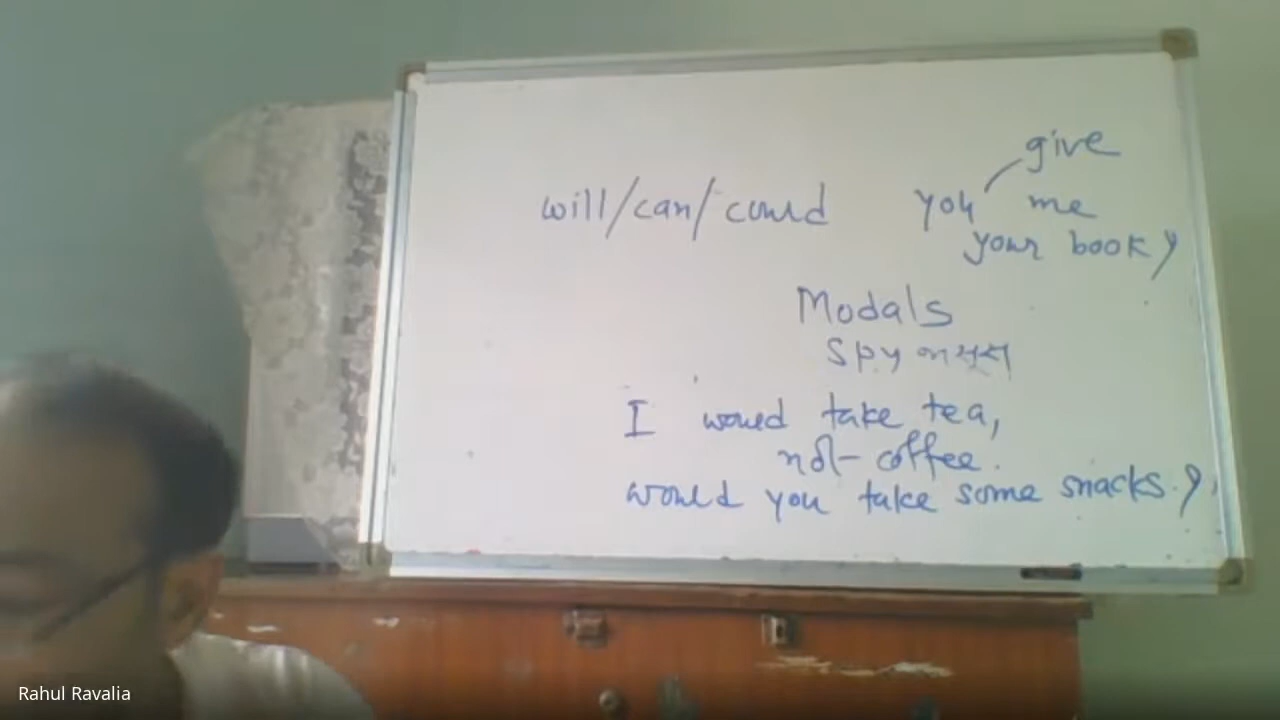 give
will/can/could you me
your book?
Modals
spy જાસૂસ
I would take tea,
not coffee.
would you take some snacks?
Rahul Ravalia